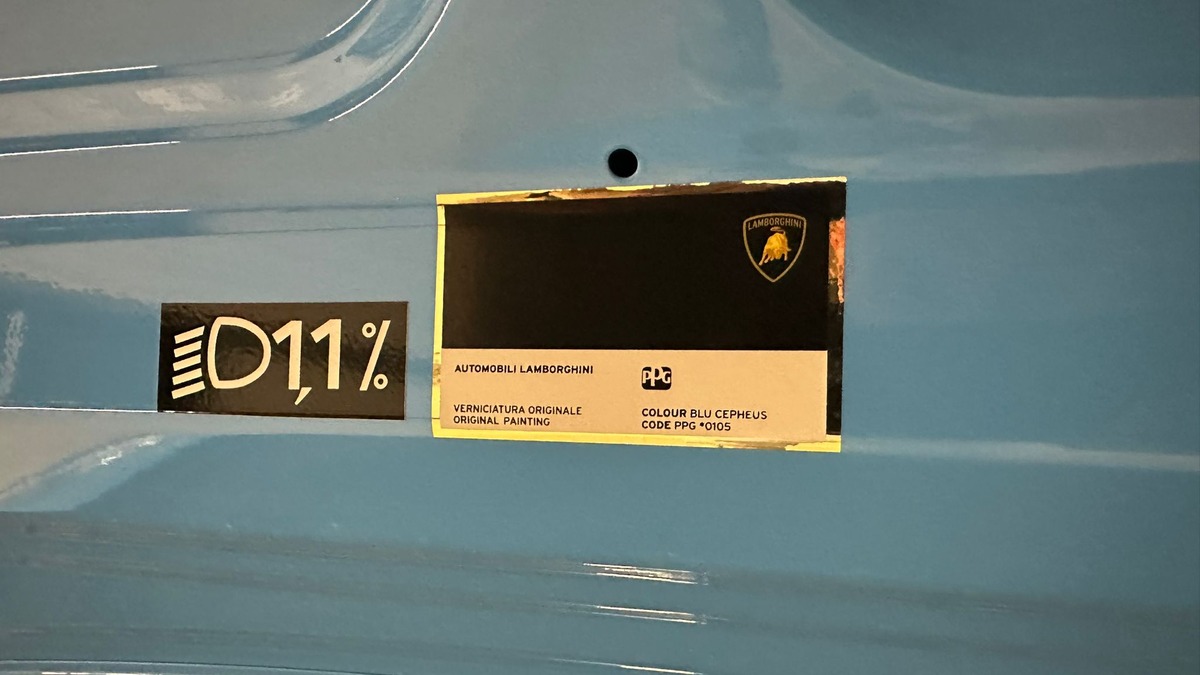 LAMBORGHINI
1,1%
AUTOMOBILI LAMBORGHINI
PPG
VERNICIATURA ORIGINALE
ORIGINAL PAINTING
COLOUR BLU CEPHEUS
CODE PPG *0105